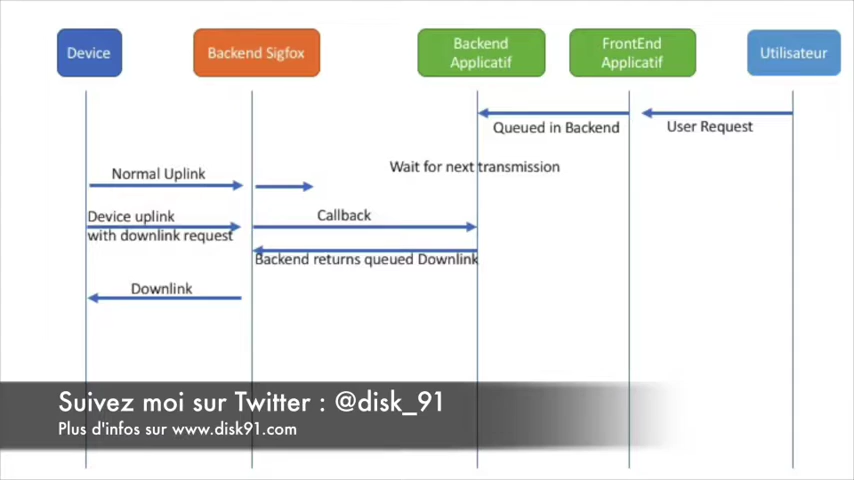 Device
Backend Sigfox
Backend
Applicatif
FrontEnd
Applicatif
Utilisateur
Queued in Backend
User Request
Wait for next transmission
Normal Uplink
Device uplink
with downlink request
Callback
Backend returns queued Downlink
Downlink
Suivez moi sur Twitter : @disk_91
Plus d'infos sur www.disk91.com